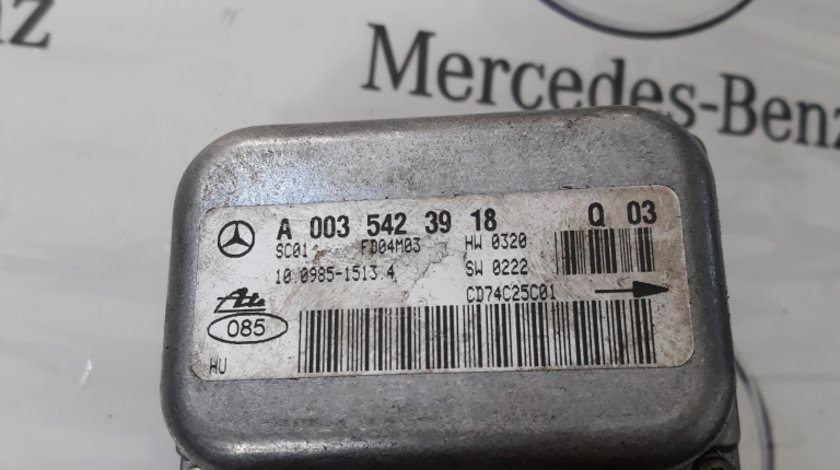 nz
Mercedes-Benz
A 003 542 39 18 Q 03
SC01 FD04M03 HW 0320
10.0985-1513.4 SW 0222
CD74C25C01
Ate
085
HU